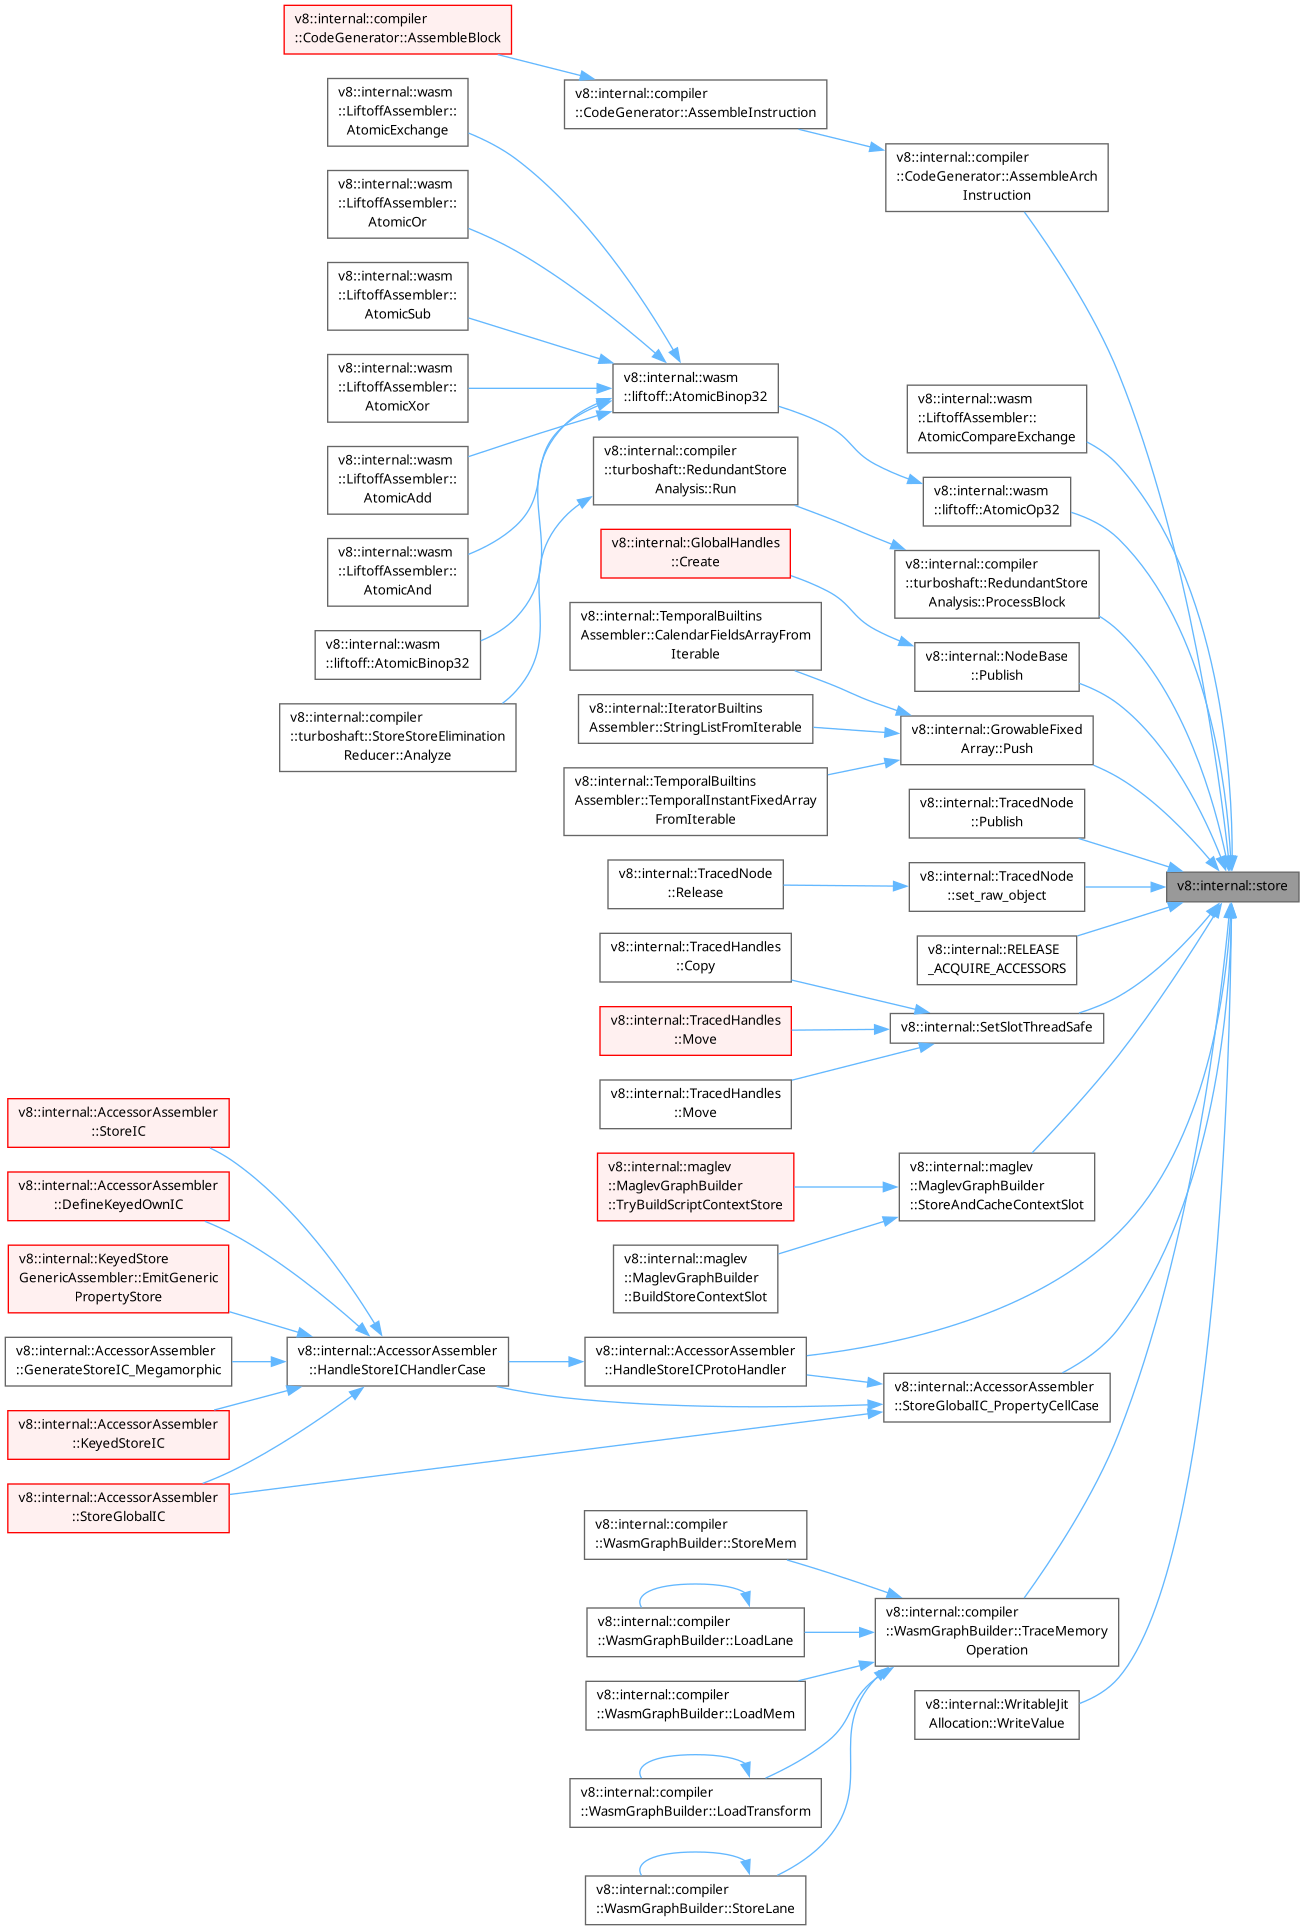 v8::internal::compiler
::CodeGenerator::AssembleBlock
v8::internal::wasm
::LiftoffAssembler::
AtomicExchange
v8::internal::compiler
::CodeGenerator::AssembleInstruction
v8::internal::compiler
::CodeGenerator::AssembleArch
Instruction
v8::internal::wasm
::LiftoffAssembler::
AtomicOr
v8::internal::wasm
::LiftoffAssembler::
AtomicSub
v8::internal::wasm
::LiftoffAssembler::
AtomicXor
v8::internal::wasm
::liftoff::AtomicBinop32
v8::internal::wasm
::LiftoffAssembler::
AtomicCompareExchange
v8::internal::wasm
::LiftoffAssembler::
AtomicAdd
v8::internal::compiler
::turboshaft::RedundantStore
Analysis::Run
v8::internal::wasm
::liftoff::AtomicOp32
v8::internal::wasm
::LiftoffAssembler::
AtomicAnd
v8::internal::GlobalHandles
::Create
v8::internal::compiler
::turboshaft::RedundantStore
Analysis::ProcessBlock
v8::internal::wasm
::liftoff::AtomicBinop32
v8::internal::TemporalBuiltins
Assembler::CalendarFieldsArrayFrom
Iterable
v8::internal::NodeBase
::Publish
v8::internal::compiler
::turboshaft::StoreStoreElimination
Reducer::Analyze
v8::internal::IteratorBuiltins
Assembler::StringListFromIterable
v8::internal::GrowableFixed
Array::Push
v8::internal::TemporalBuiltins
Assembler::TemporalInstantFixedArray
FromIterable
v8::internal::TracedNode
::Publish
v8::internal::TracedNode
::Release
v8::internal::TracedNode
::set_raw_object
v8::internal::store
v8::internal::RELEASE
_ACQUIRE_ACCESSORS
v8::internal::TracedHandles
::Copy
v8::internal::TracedHandles
::Move
v8::internal::SetSlotThreadSafe
v8::internal::TracedHandles
::Move
v8::internal::maglev
::MaglevGraphBuilder
::TryBuildScriptContextStore
v8::internal::maglev
::MaglevGraphBuilder
::StoreAndCacheContextSlot
v8::internal::maglev
::MaglevGraphBuilder
::BuildStoreContextSlot
v8::internal::AccessorAssembler
::StoreIC
v8::internal::AccessorAssembler
::DefineKeyedOwnIC
v8::internal::KeyedStore
GenericAssembler::EmitGeneric
PropertyStore
v8::internal::AccessorAssembler
::GenerateStoreIC_Megamorphic
v8::internal::AccessorAssembler
::HandleStoreICHandlerCase
v8::internal::AccessorAssembler
::HandleStoreICProtoHandler
v8::internal::AccessorAssembler
::StoreGlobalIC_PropertyCellCase
v8::internal::AccessorAssembler
::KeyedStoreIC
v8::internal::AccessorAssembler
::StoreGlobalIC
v8::internal::compiler
::WasmGraphBuilder::StoreMem
v8::internal::compiler
::WasmGraphBuilder::LoadLane
v8::internal::compiler
::WasmGraphBuilder::TraceMemory
Operation
v8::internal::compiler
::WasmGraphBuilder::LoadMem
v8::internal::WritableJit
Allocation::WriteValue
v8::internal::compiler
::WasmGraphBuilder::LoadTransform
v8::internal::compiler
::WasmGraphBuilder::StoreLane